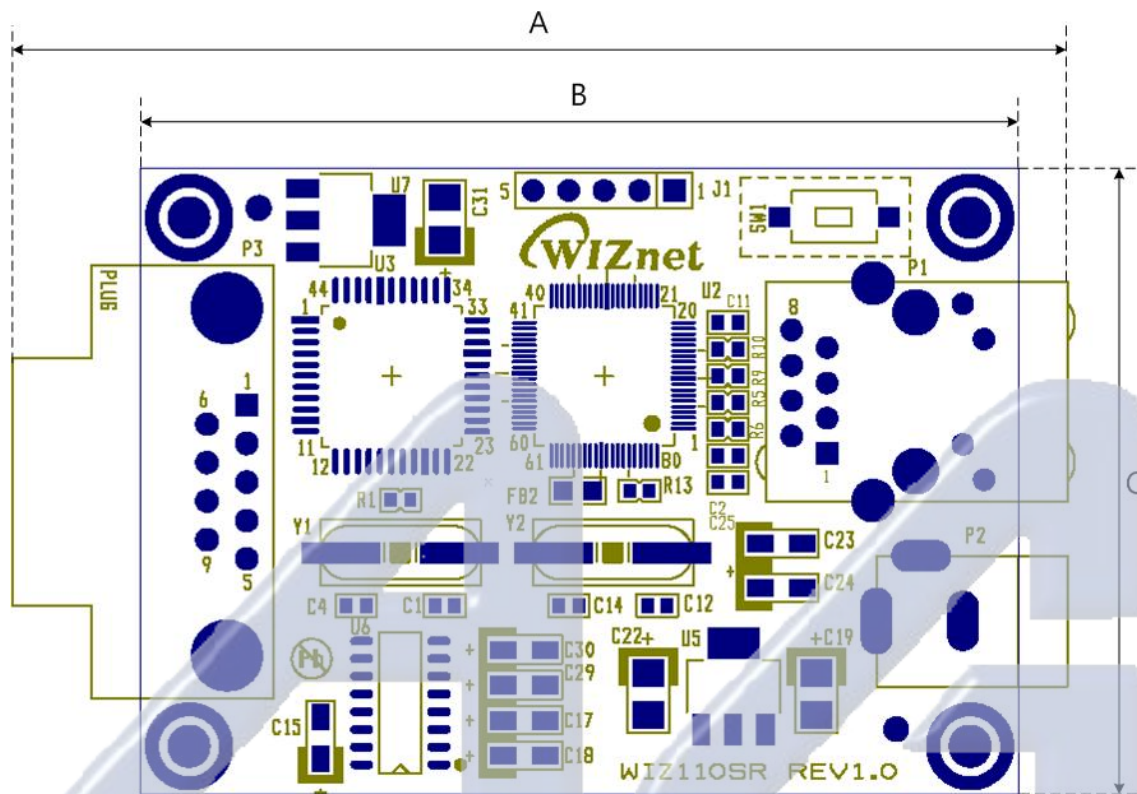 A
B
U7
C31
5
1
J1
SW1
P3
U3
WIZnet
P1
PLUG
+
44
34
40
21
U2
C11
1
33
41
20
8
R10
R9
R5
R6
1
6
11
23
60
1
12
22
61
80
1
R1
FB2
R13
C2
C25
Y1
Y2
C23
P2
+
C24
9
5
C4
C1
C14
C12
U6
C22+
U5
+C19
Pb
+
C30
+
C29
C15
+
C17
+
C18
WIZ110SR REV1.0